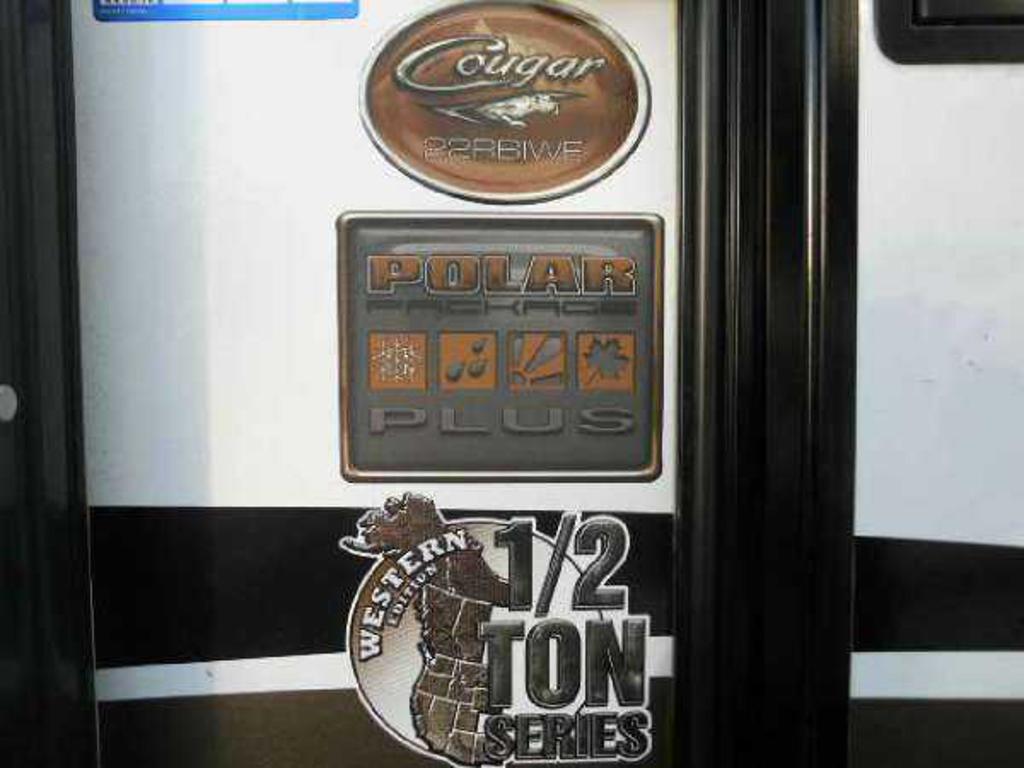 Cougar
22RBIWE
POLAR
PACKAGE
PLUS
WESTERN
EDITION
1/2
TON
SERIES